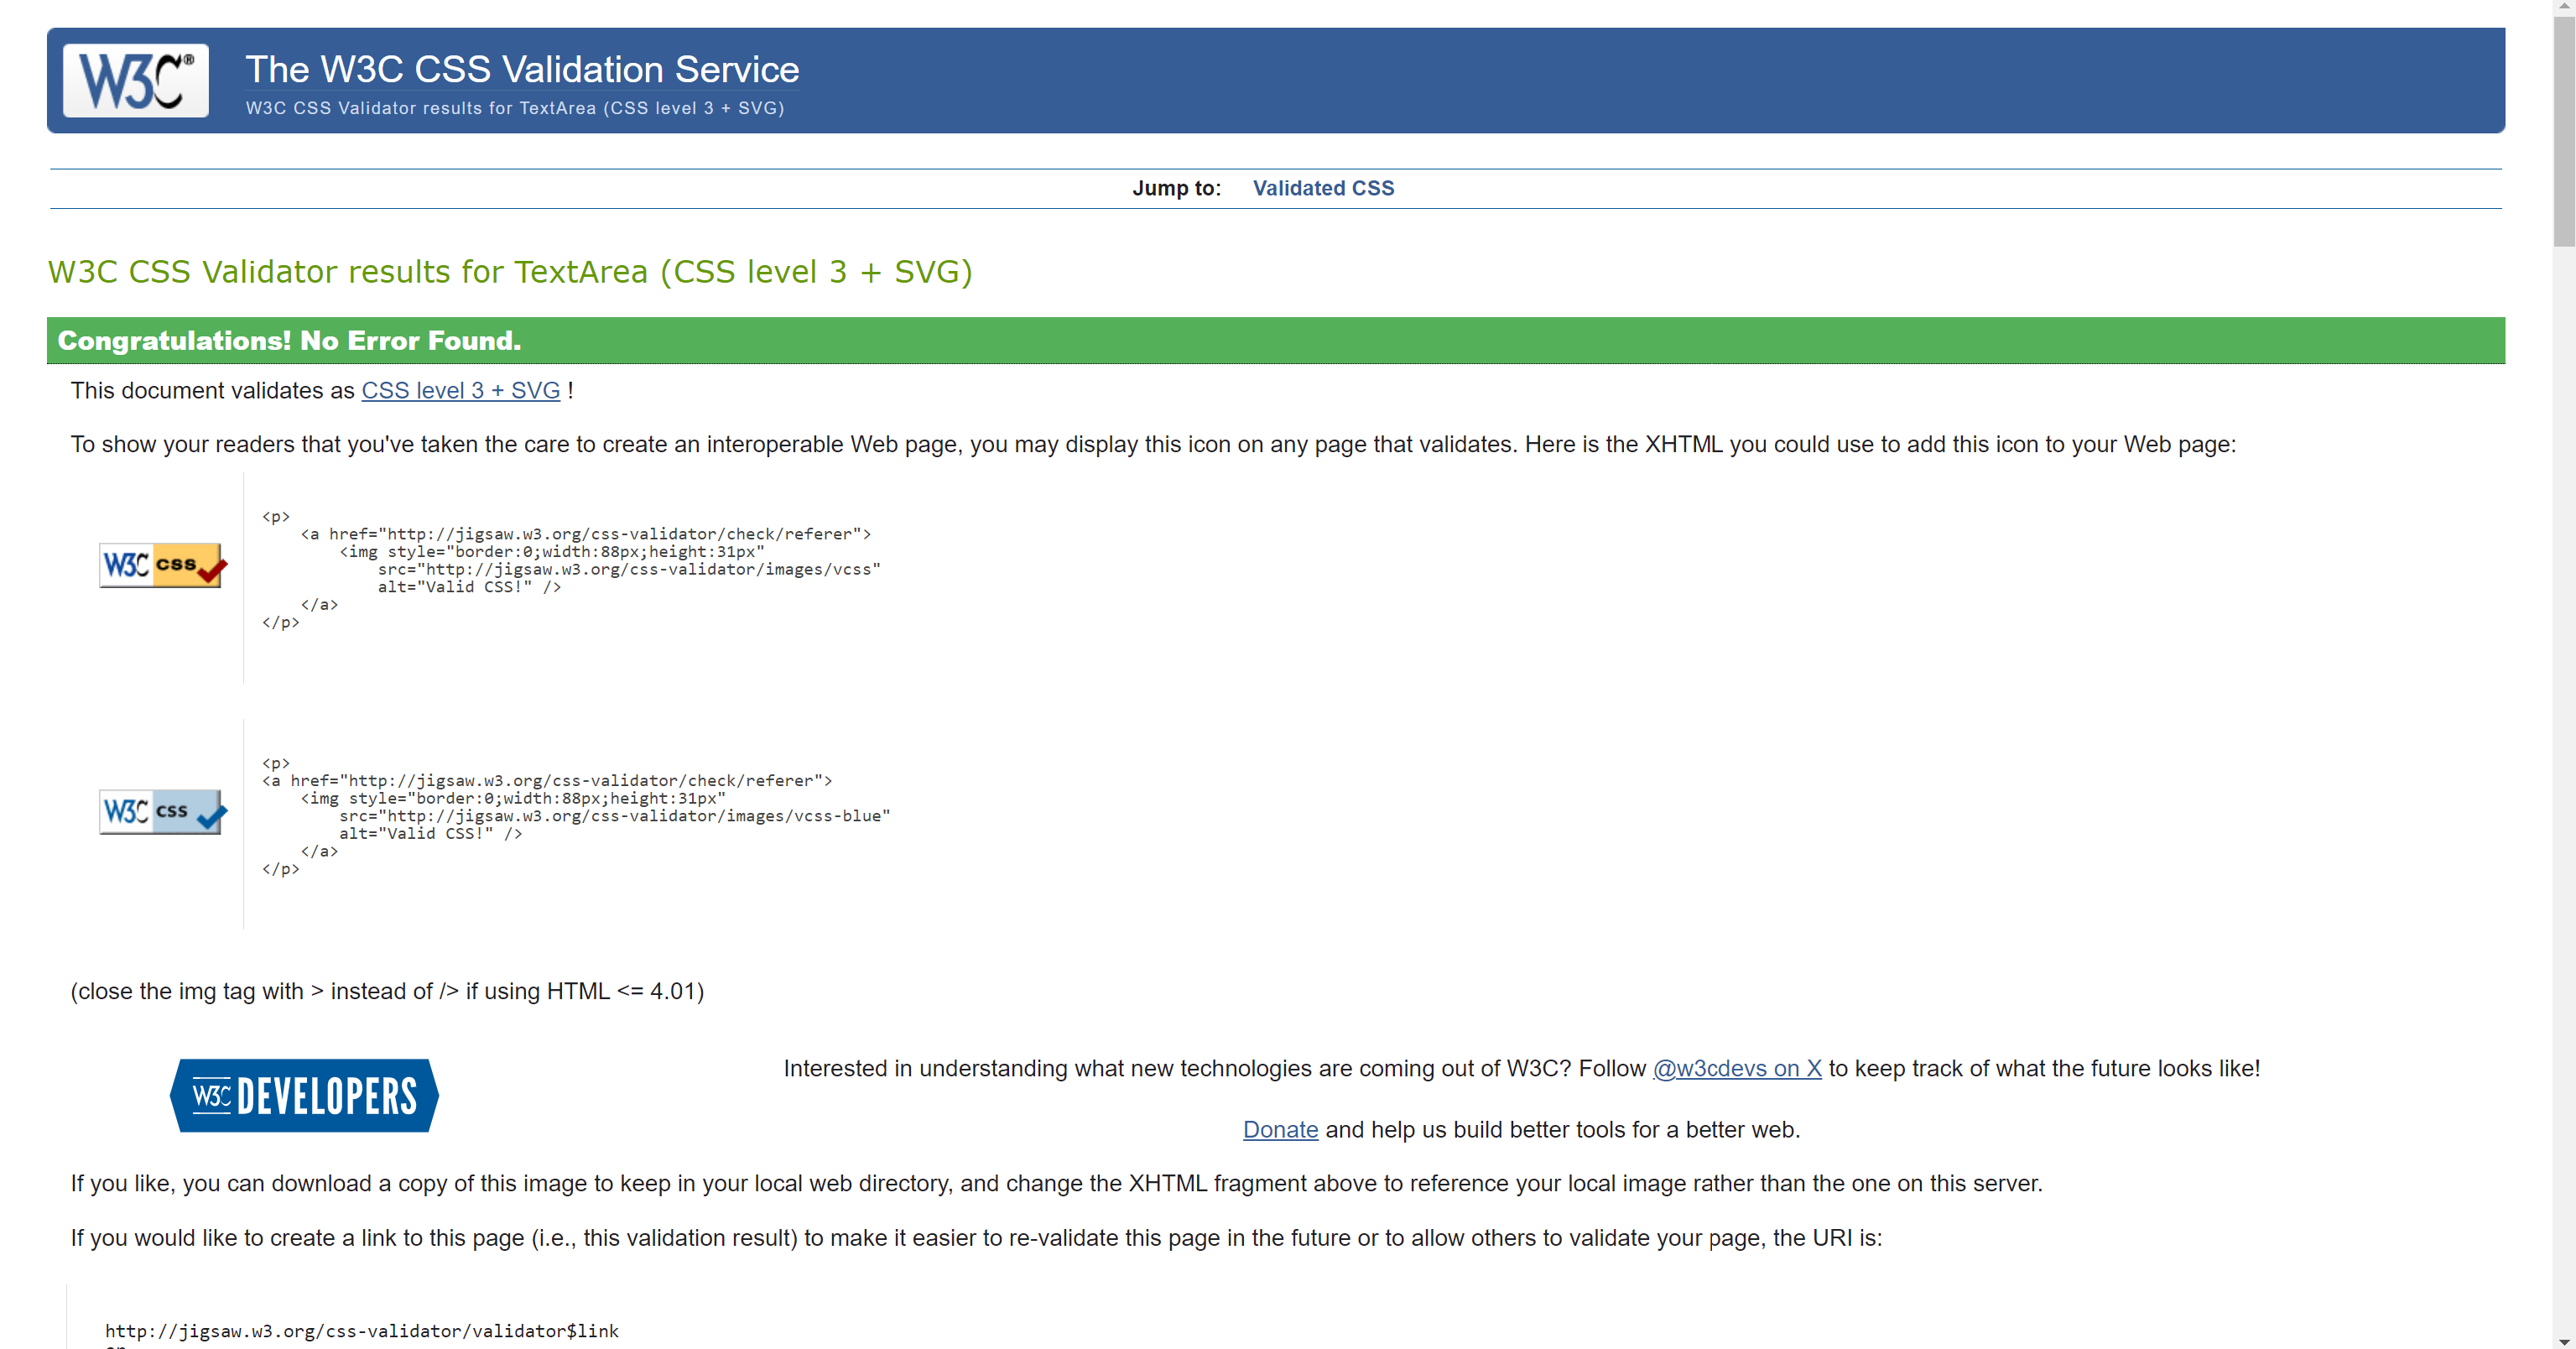 W3C®
The W3C CSS Validation Service
W3C CSS Validator results for TextArea (CSS level 3 + SVG)
Jump to: Validated CSS
W3C CSS Validator results for TextArea (CSS level 3 + SVG)
Congratulations! No Error Found.
This document validates as CSS level 3 + SVG !
To show your readers that you've taken the care to create an interoperable Web page, you may display this icon on any page that validates. Here is the XHTML you could use to add this icon to your Web page:
W3C css
<p>
    <a href="http://jigsaw.w3.org/css-validator/check/referer">
        <img style="border:0;width:88px;height:31px"
            src="http://jigsaw.w3.org/css-validator/images/vcss"
            alt="Valid CSS!" />
    </a>
</p>
W3C css
<p>
<a href="http://jigsaw.w3.org/css-validator/check/referer">
    <img style="border:0;width:88px;height:31px"
        src="http://jigsaw.w3.org/css-validator/images/vcss-blue"
        alt="Valid CSS!" />
    </a>
</p>
(close the img tag with > instead of /> if using HTML <= 4.01)
W3C DEVELOPERS
Interested in understanding what new technologies are coming out of W3C? Follow @w3cdevs on X to keep track of what the future looks like!
Donate and help us build better tools for a better web.
If you like, you can download a copy of this image to keep in your local web directory, and change the XHTML fragment above to reference your local image rather than the one on this server.
If you would like to create a link to this page (i.e., this validation result) to make it easier to re-validate this page in the future or to allow others to validate your page, the URI is:
http://jigsaw.w3.org/css-validator/validator$link